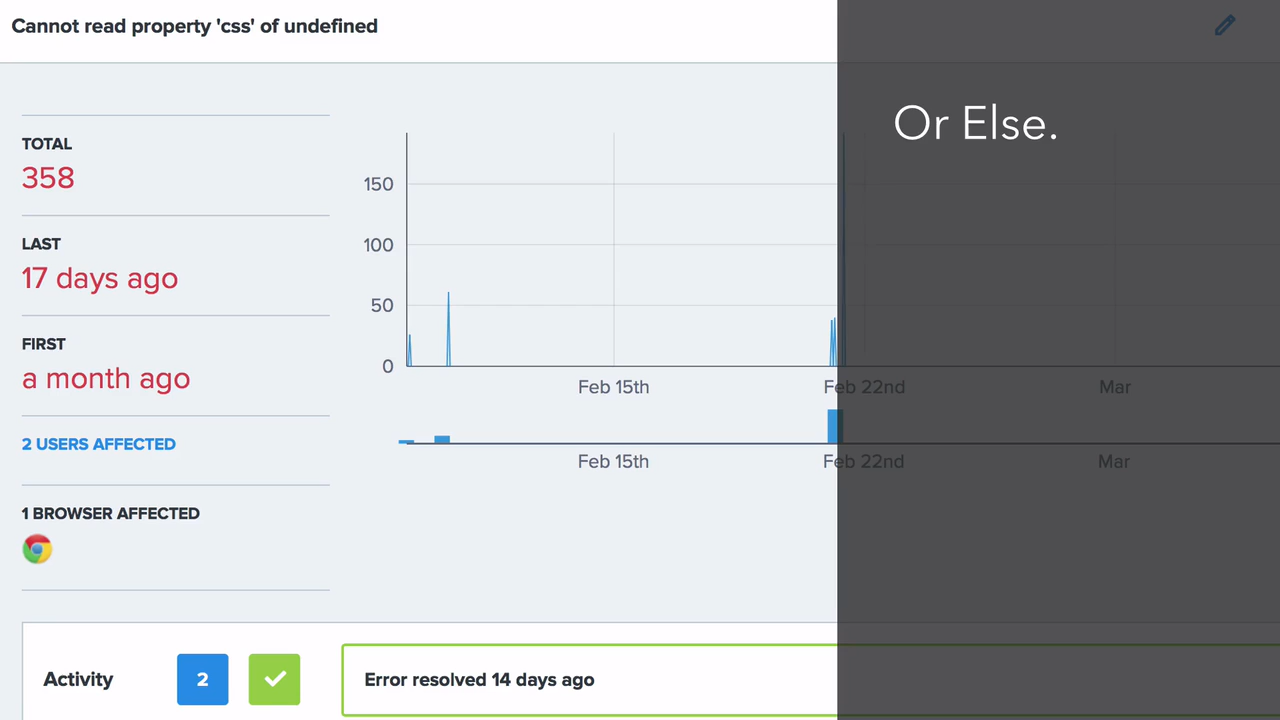 Cannot read property 'css' of undefined
Or Else.
TOTAL
358
LAST
17 days ago
FIRST
a month ago
2 USERS AFFECTED
1 BROWSER AFFECTED
150
100
50
0
Feb 15th
Feb 22nd
Mar
Feb 15th
Feb 22nd
Mar
Activity
2
Error resolved 14 days ago